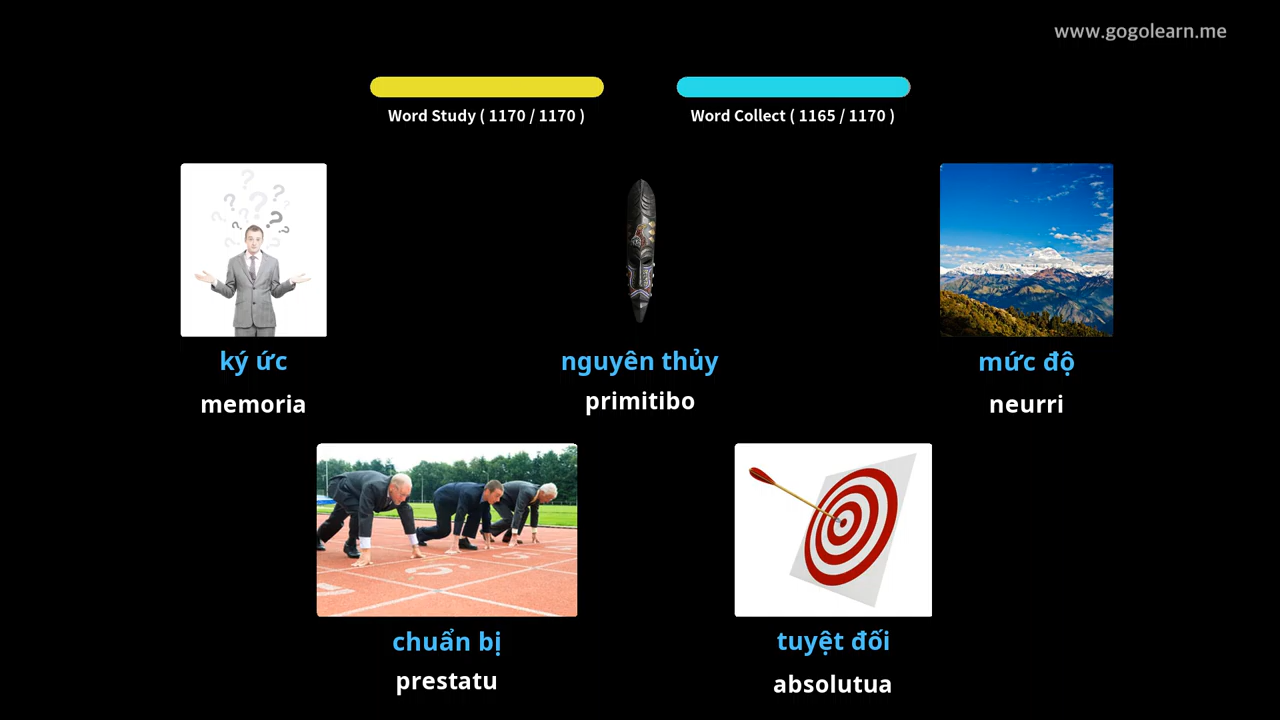 www.gogolearn.me
Word Study ( 1170 / 1170 )
Word Collect ( 1165 / 1170 )
ký ức
memoria
nguyên thủy
primitibo
mức độ
neurri
chuẩn bị
prestatu
tuyệt đối
absolutua